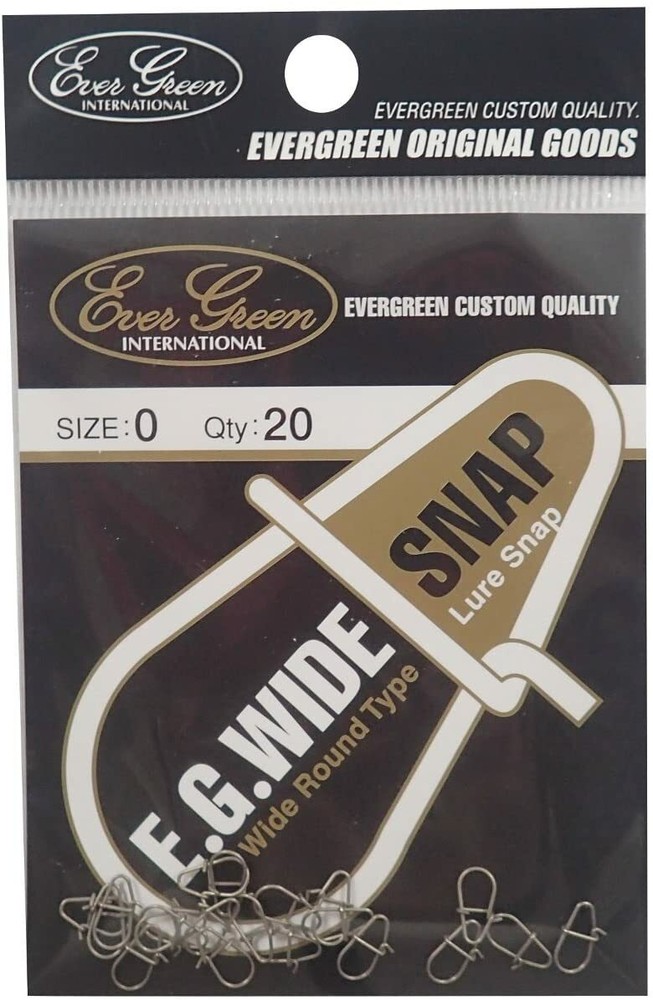 Ever Green
INTERNATIONAL
EVERGREEN CUSTOM QUALITY.
EVERGREEN ORIGINAL GOODS
Ever Green
INTERNATIONAL
EVERGREEN CUSTOM QUALITY
SIZE:0 Qty:20
SNAP
Lure Snap
E.G.WIDE
Wide Round Type